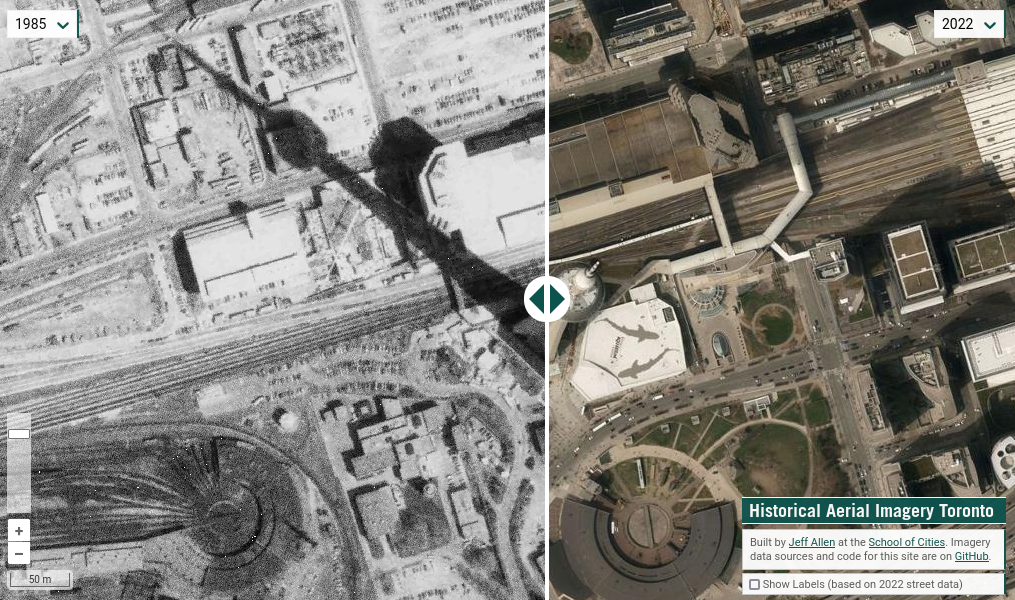 1985
2022
+
−
50 m
Historical Aerial Imagery Toronto
Built by Jeff Allen at the School of Cities. Imagery
data sources and code for this site are on GitHub.
Show Labels (based on 2022 street data)